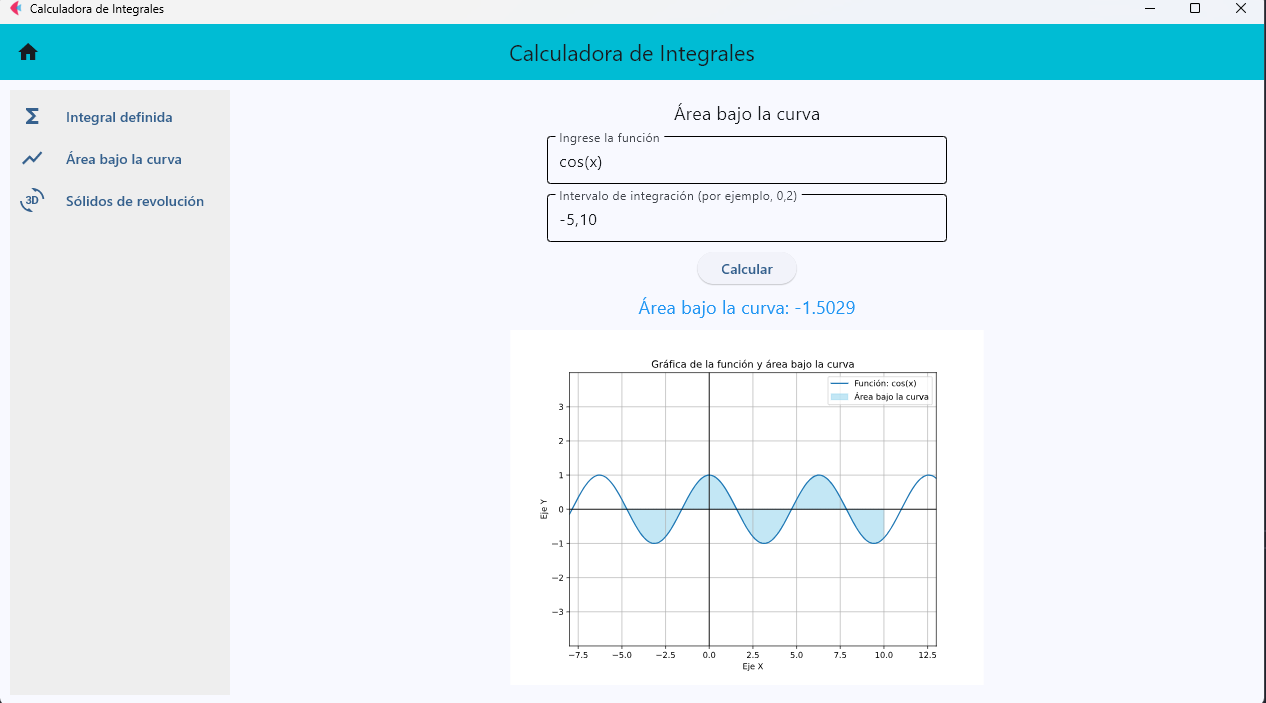 Calculadora de Integrales
Calculadora de Integrales
Integral definida
Área bajo la curva
3D
Sólidos de revolución
Área bajo la curva
Ingrese la función
cos(x)
Intervalo de integración (por ejemplo, 0,2)
-5,10
Calcular
Área bajo la curva: -1.5029
Gráfica de la función y área bajo la curva
Función: cos(x)
Área bajo la curva
3
2
1
0
−1
−2
−3
Eje Y
−7.5 −5.0 −2.5 0.0 2.5 5.0 7.5 10.0 12.5
Eje X